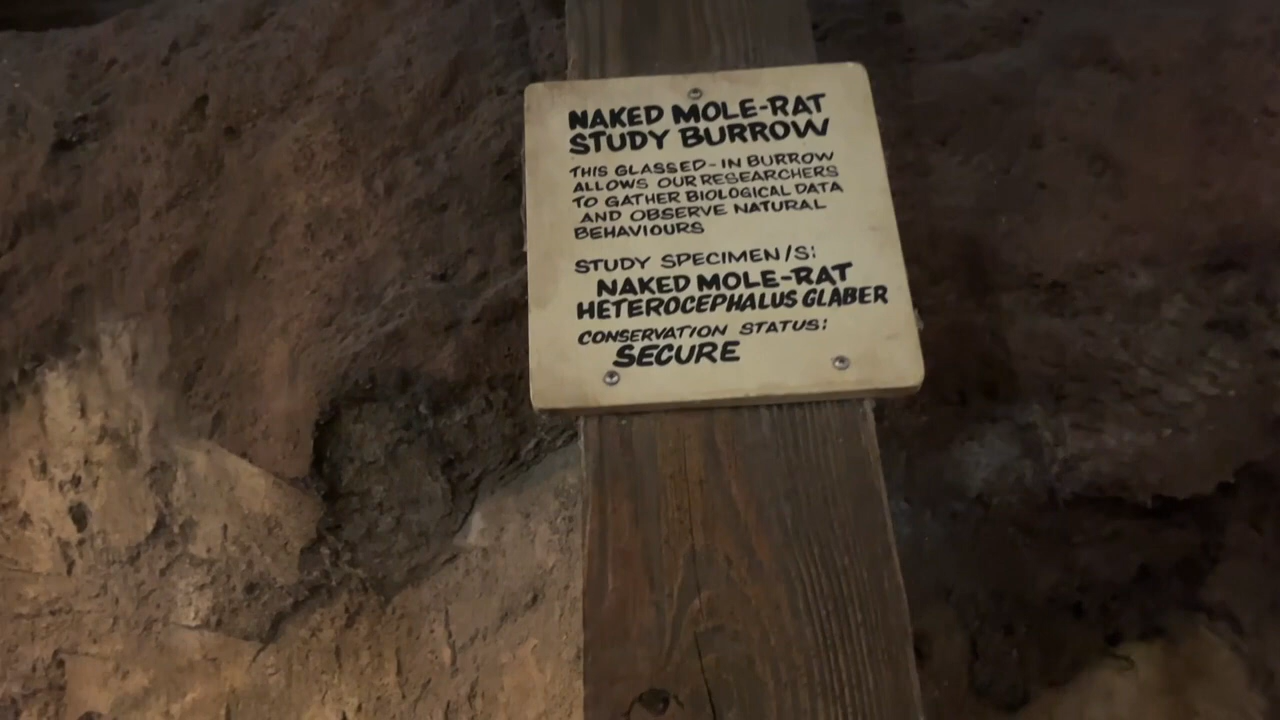 NAKED MOLE-RAT
STUDY BURROW
THIS GLASSED-IN BURROW
ALLOWS OUR RESEARCHERS
TO GATHER BIOLOGICAL DATA
AND OBSERVE NATURAL
BEHAVIOURS
STUDY SPECIMEN/S:
NAKED MOLE-RAT
HETEROCEPHALUS GLABER
CONSERVATION STATUS:
SECURE